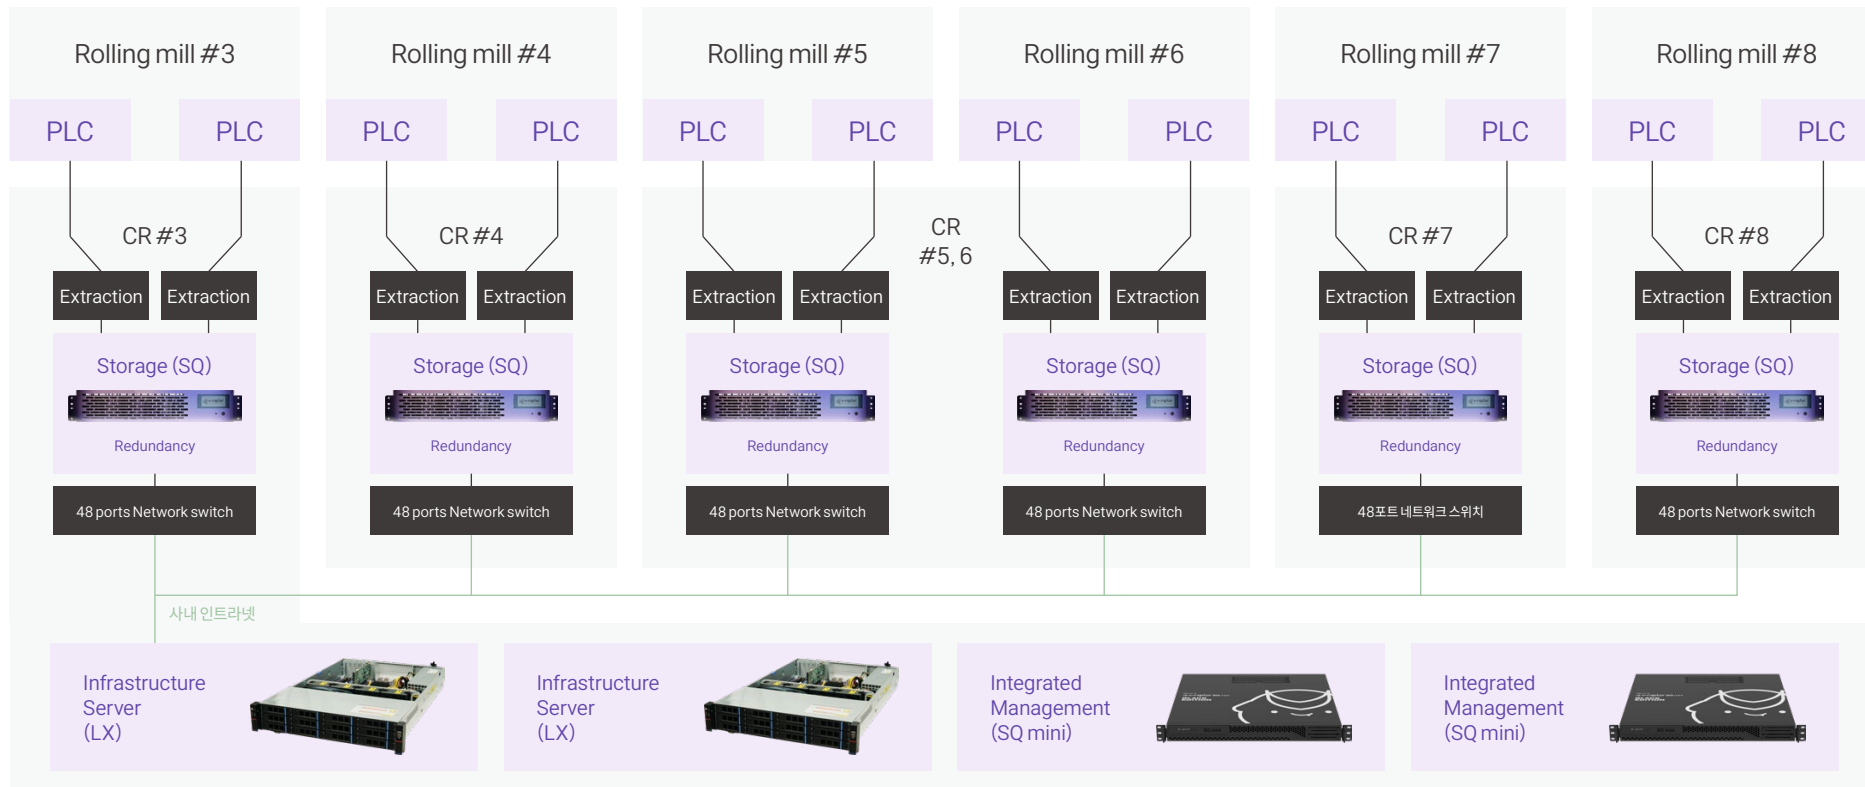 Rolling mill #3
Rolling mill #4
Rolling mill #5
Rolling mill #6
Rolling mill #7
Rolling mill #8
PLC
PLC
PLC
PLC
PLC
PLC
PLC
PLC
PLC
PLC
PLC
PLC
CR #3
CR #4
CR
#5, 6
CR #7
CR #8
Extraction
Extraction
Extraction
Extraction
Extraction
Extraction
Extraction
Extraction
Extraction
Extraction
Extraction
Extraction
Storage (SQ)
Storage (SQ)
Storage (SQ)
Storage (SQ)
Storage (SQ)
Storage (SQ)
Redundancy
Redundancy
Redundancy
Redundancy
Redundancy
Redundancy
48 ports Network switch
48 ports Network switch
48 ports Network switch
48 ports Network switch
48포트 네트워크 스위치
48 ports Network switch
사내 인트라넷
Infrastructure
Server
(LX)
Infrastructure
Server
(LX)
Integrated
Management
(SQ mini)
Integrated
Management
(SQ mini)